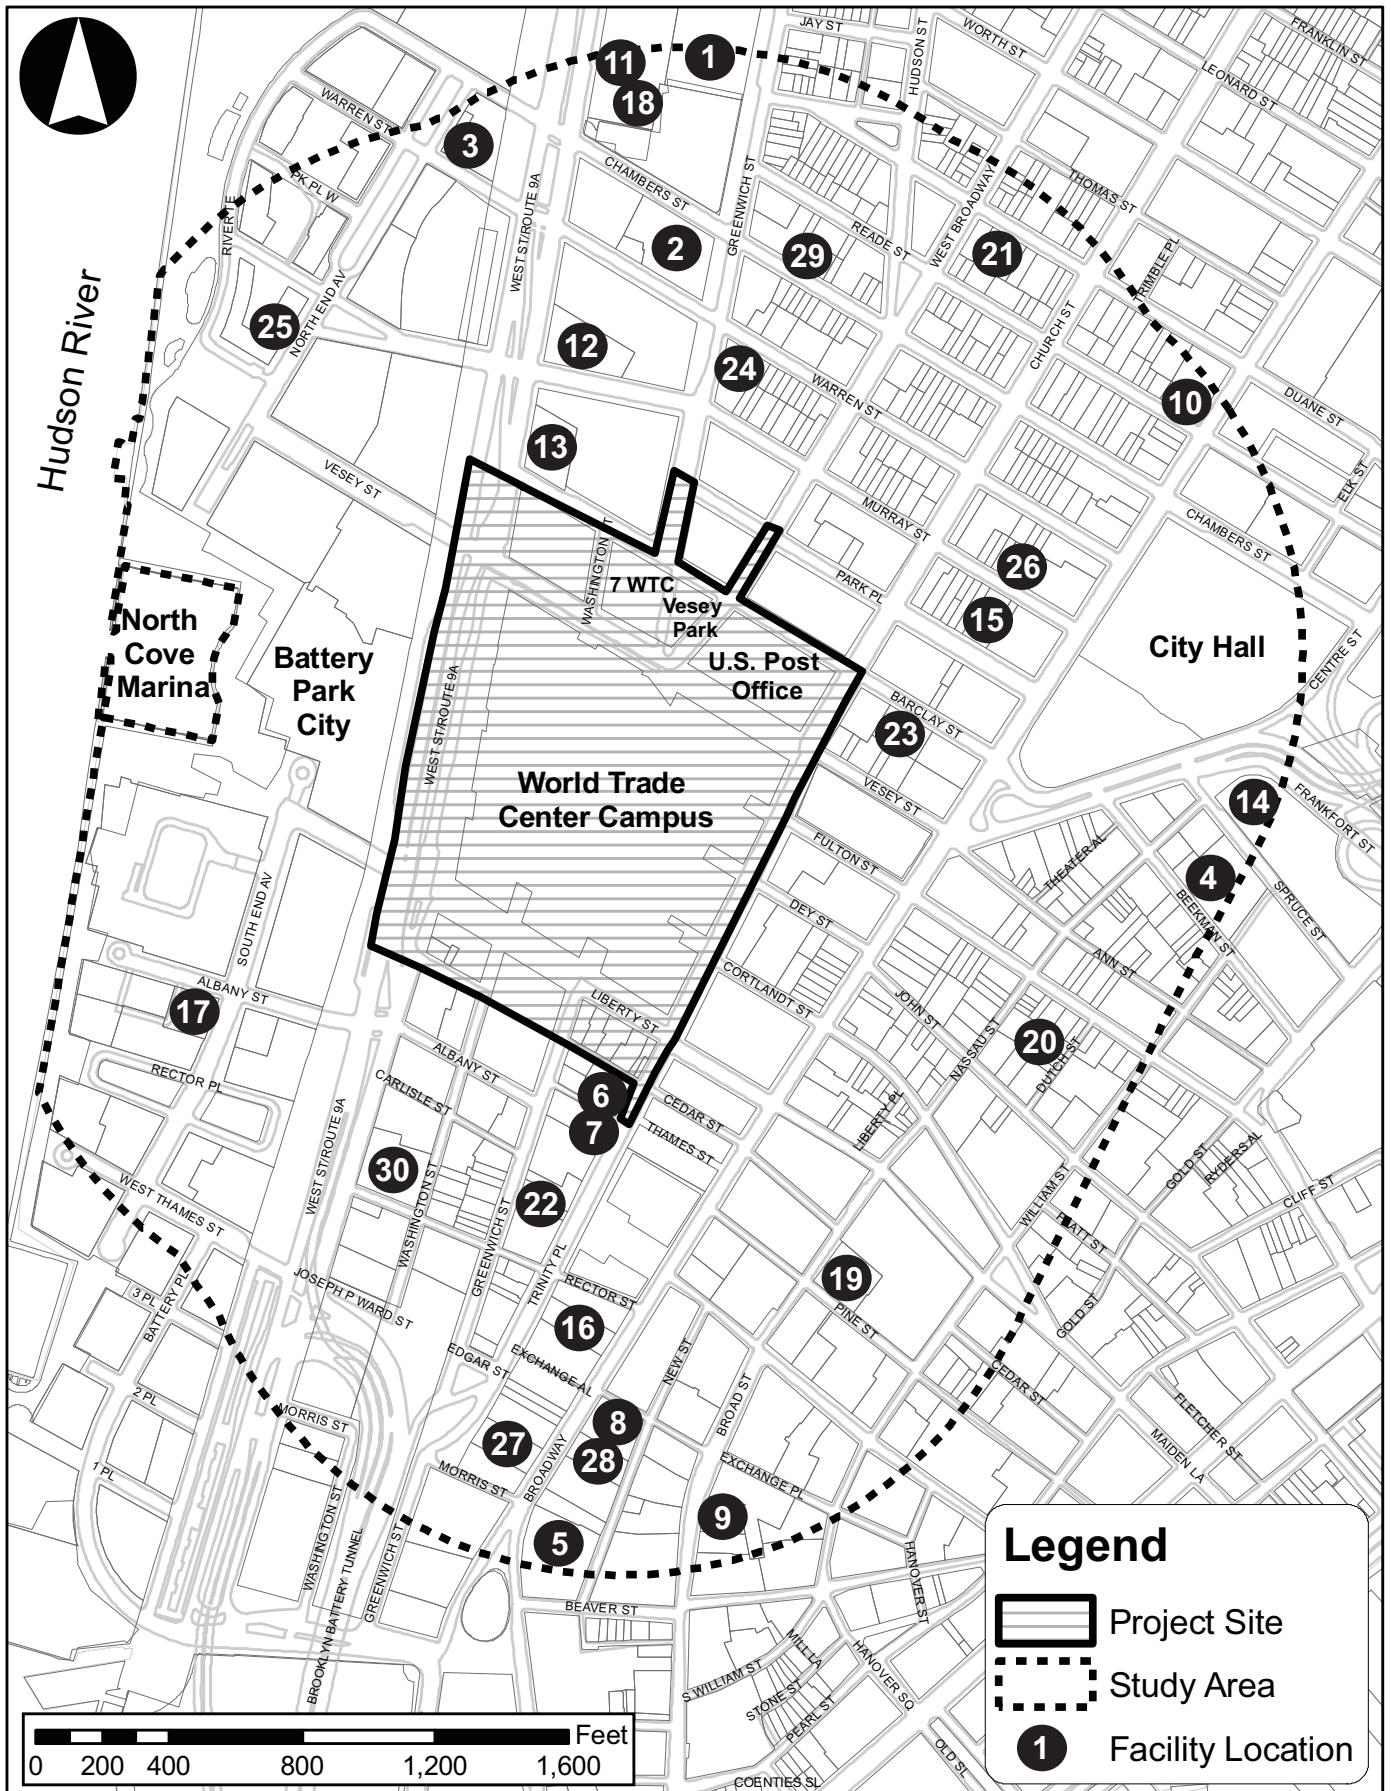 JAY ST
HUDSON ST
WORTH ST
FRANKLIN ST
LEONARD ST
11
1
18
WARREN ST
3
PK PL W
CHAMBERS ST
WEST ST/ROUTE 9A
GREENWICH ST
READE ST
WEST BROADWAY
THOMAS ST
TRIMBLE PL
2
29
21
RIVER TE
NORTH END AV
25
Hudson River
12
24
WARREN ST
CHURCH ST
10
DUANE ST
ELK ST
13
VESEY ST
MURRAY ST
CHAMBERS ST
PARK PL
26
15
WASHINGTON ST
7 WTC
Vesey
Park
U.S. Post
Office
North
Cove
Marina
Battery
Park
City
City Hall
CENTRE ST
WEST ST/ROUTE 9A
BARCLAY ST
23
VESEY ST
World Trade
Center Campus
14
FRANKFORT ST
FULTON ST
THEATER AL
4
BEEKMAN ST
SPRUCE ST
DEY ST
ANN ST
SOUTH END AV
ALBANY ST
17
CORTLANDT ST
JOHN ST
LIBERTY ST
NASSAU ST
20
DUTCH ST
RECTOR PL
ALBANY ST
CARLISLE ST
6
7
CEDAR ST
THAMES ST
LIBERTY PL
GOLD ST
RYDERS AL
CLIFF ST
WEST ST/ROUTE 9A
30
WASHINGTON ST
22
GREENWICH ST
TRINITY PL
WILLIAM ST
PLATT ST
WEST THAMES ST
19
PINE ST
GOLD ST
JOSEPH P WARD ST
RECTOR ST
3 PL
BATTERY PL
16
EDGAR ST
EXCHANGE AL
NEW ST
BROAD ST
CEDAR ST
FLETCHER ST
MAIDEN LA
2 PL
MORRIS ST
8
27
28
BROADWAY
MORRIS ST
EXCHANGE PL
1 PL
9
5
WASHINGTON ST
BROOKLYN BATTERY TUNNEL
GREENWICH ST
HANOVER ST
BEAVER ST
MILL LA
S WILLIAM ST
STONE ST
PEARL ST
HANOVER SQ
OLD SL
COENTIES SL
Legend
Project Site
Study Area
1 Facility Location
Feet
0 200 400 800 1,200 1,600